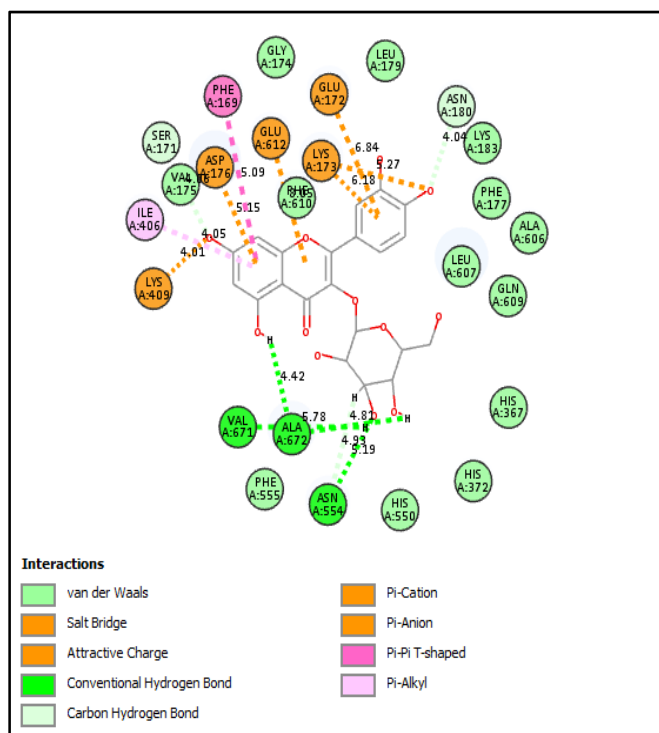 GLY
A:174
LEU
A:179
PHE
A:169
GLU
A:172
ASN
A:180
4.04
SER
A:171
GLU
A:612
LYS
A:183
ASP
A:176
LYS
A:173
6.84
5.27
VAL
A:175
5.09
6.18
PHE
A:177
PHE
A:610
5.15
ILE
A:406
ALA
A:606
4.05
4.01
O
LEU
A:607
LYS
A:409
GLN
A:609
O
O
O
O
O
O
H
4.42
H
HIS
A:367
VAL
A:671
ALA
A:672
5.78
4.81
H
H
4.93
5.19
PHE
A:555
ASN
A:554
HIS
A:550
HIS
A:372
Interactions
van der Waals
Pi-Cation
Salt Bridge
Pi-Anion
Attractive Charge
Pi-Pi T-shaped
Conventional Hydrogen Bond
Pi-Alkyl
Carbon Hydrogen Bond